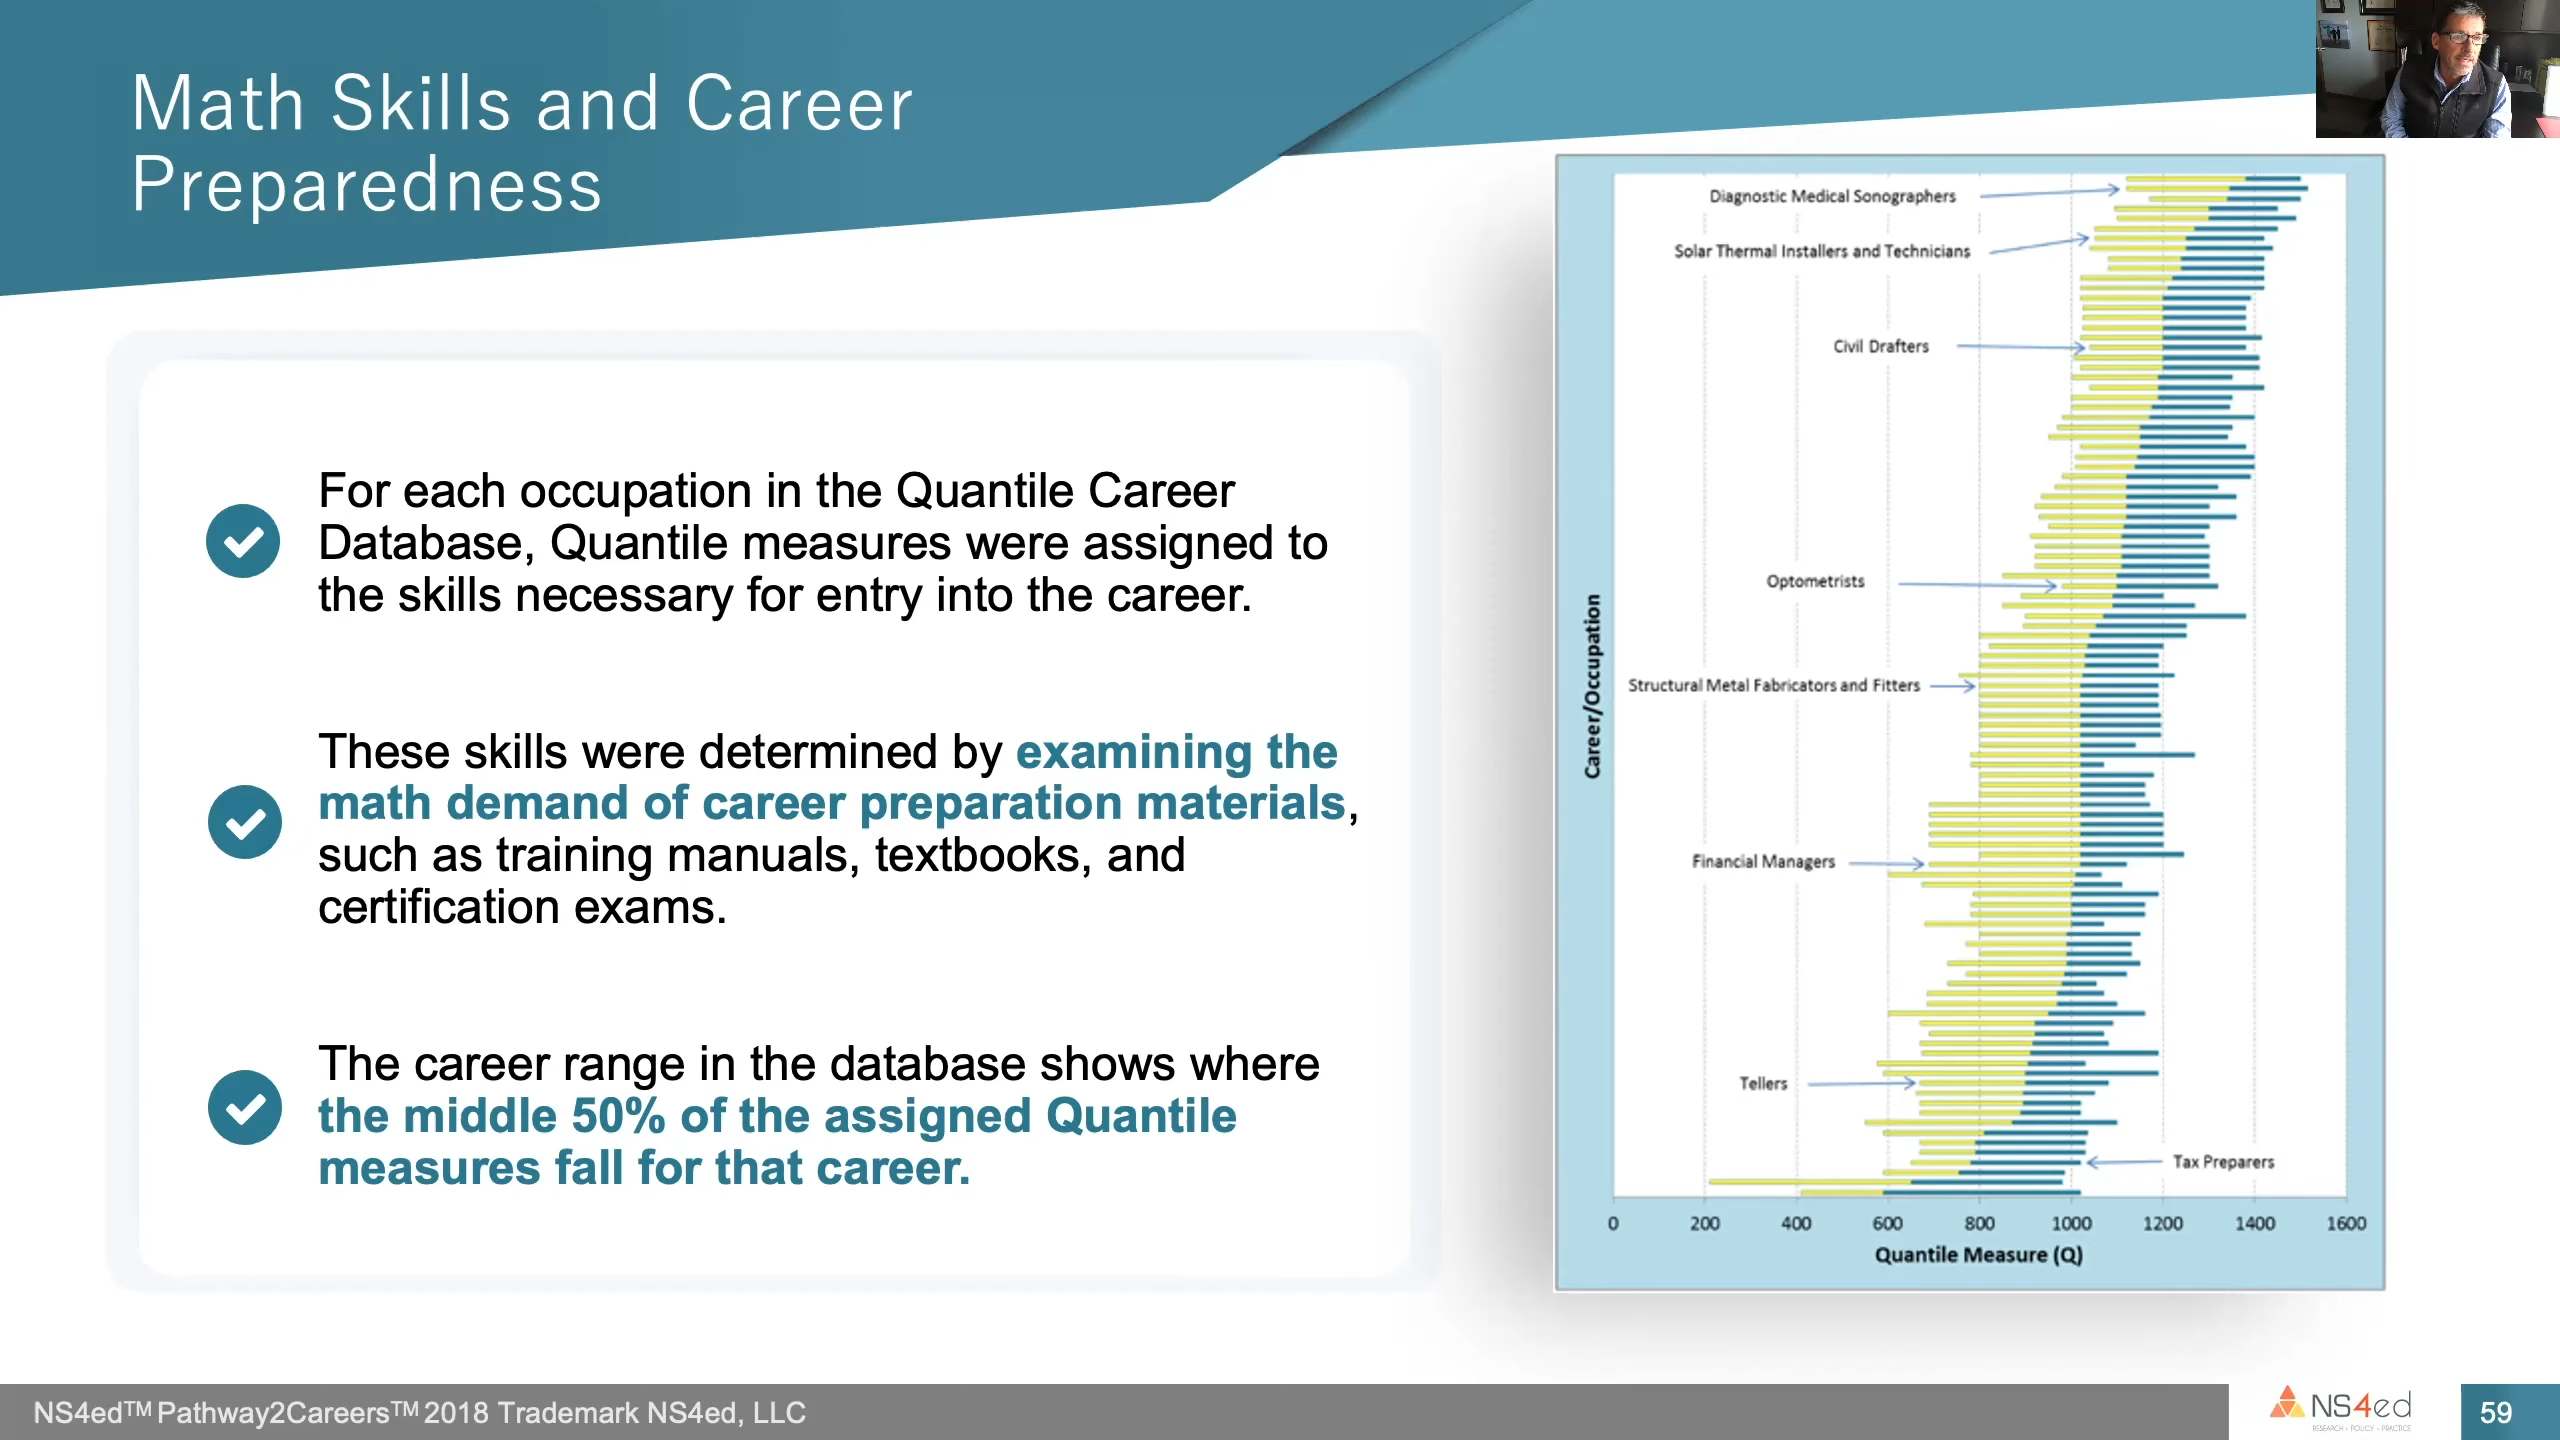 Math Skills and Career
Preparedness
For each occupation in the Quantile Career
Database, Quantile measures were assigned to
the skills necessary for entry into the career.
These skills were determined by examining the
math demand of career preparation materials,
such as training manuals, textbooks, and
certification exams.
The career range in the database shows where
the middle 50% of the assigned Quantile
measures fall for that career.
Career/Occupation
Diagnostic Medical Sonographers
Solar Thermal Installers and Technicians
Civil Drafters
Optometrists
Structural Metal Fabricators and Fitters
Financial Managers
Tellers
Tax Preparers
0 200 400 600 800 1000 1200 1400 1600
Quantile Measure (Q)
NS4ed™ Pathway2Careers™ 2018 Trademark NS4ed, LLC
NS4ed
RESEARCH • POLICY • PRACTICE
59